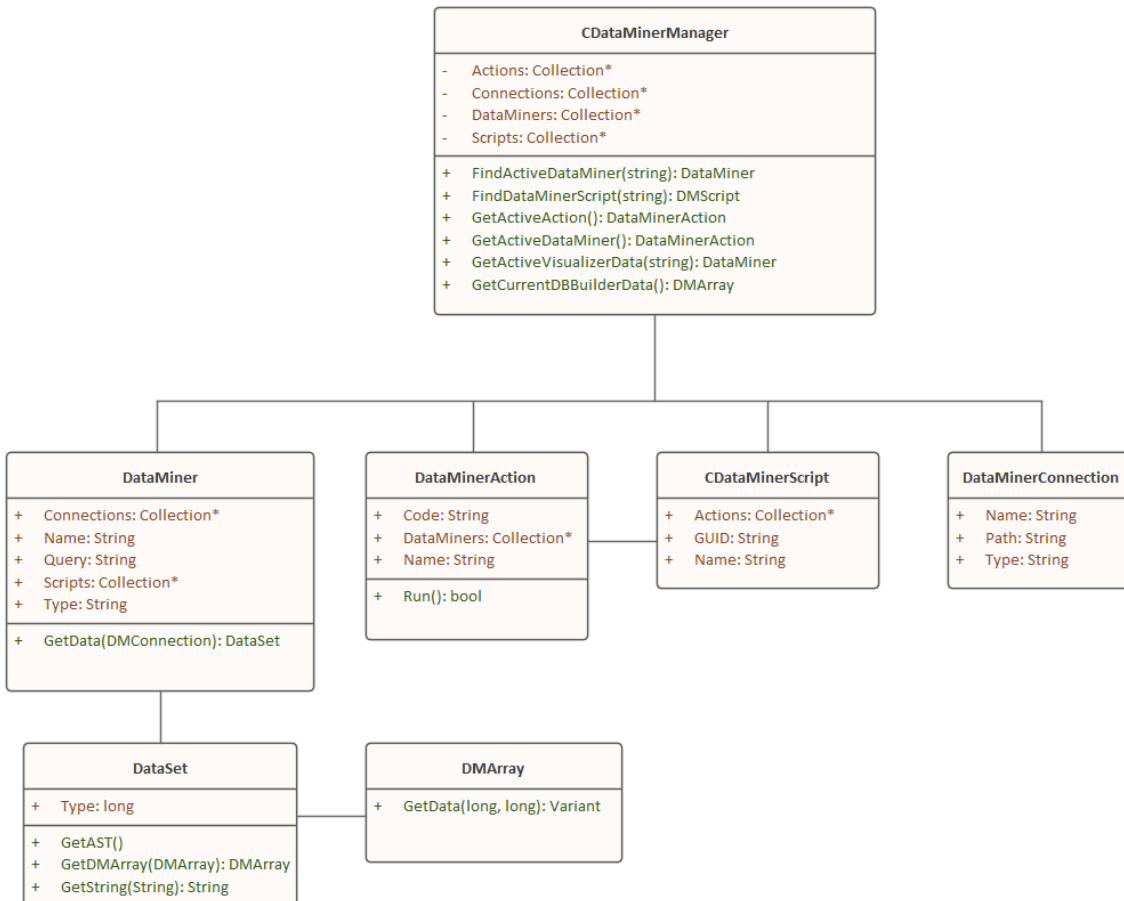 CDataMinerManager
- Actions: Collection*
- Connections: Collection*
- DataMiners: Collection*
- Scripts: Collection*
+ FindActiveDataMiner(string): DataMiner
+ FindDataMinerScript(string): DMScript
+ GetActiveAction(): DataMinerAction
+ GetActiveDataMiner(): DataMinerAction
+ GetActiveVisualizerData(string): DataMiner
+ GetCurrentDBBuilderData(): DMArray
DataMiner
+ Connections: Collection*
+ Name: String
+ Query: String
+ Scripts: Collection*
+ Type: String
+ GetData(DMConnection): DataSet
DataMinerAction
+ Code: String
+ DataMiners: Collection*
+ Name: String
+ Run(): bool
CDataMinerScript
+ Actions: Collection*
+ GUID: String
+ Name: String
DataMinerConnection
+ Name: String
+ Path: String
+ Type: String
DataSet
+ Type: long
+ GetAST()
+ GetDMArray(DMArray): DMArray
+ GetString(String): String
DMArray
+ GetData(long, long): Variant